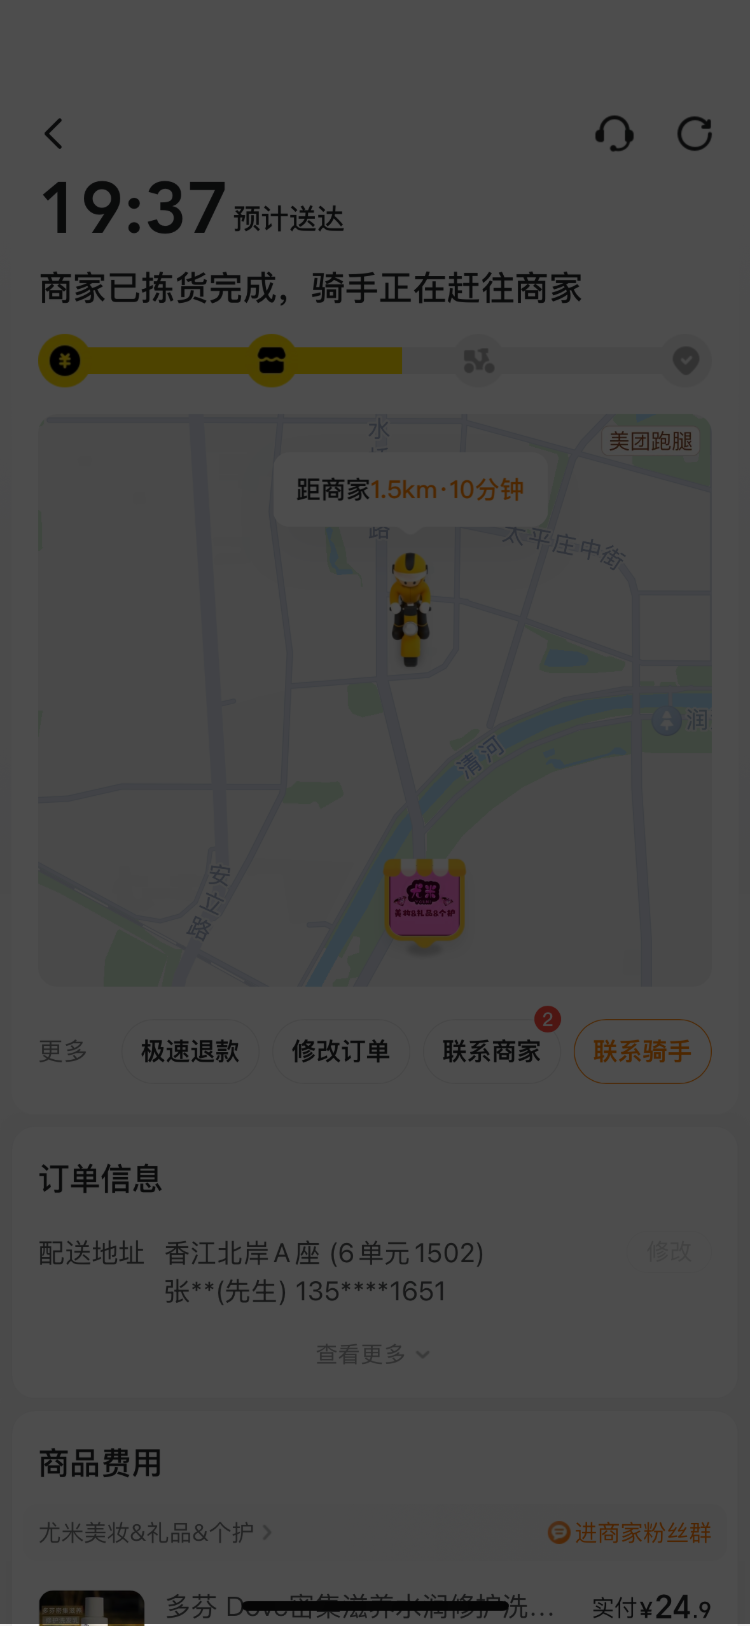 19:37 预计送达
商家已拣货完成，骑手正在赶往商家
水
美团跑腿
距商家1.5km·10分钟
路
太平庄中街
润
清河
安立路
尤米
美妆&礼品&个护
更多
极速退款
修改订单
联系商家
2
联系骑手
订单信息
配送地址 香江北岸A座 (6单元1502)
修改
张**(先生) 135****1651
查看更多
商品费用
尤米美妆&礼品&个护
进商家粉丝群
多芬 Dove密集滋养水润修护洗...
实付¥24.9